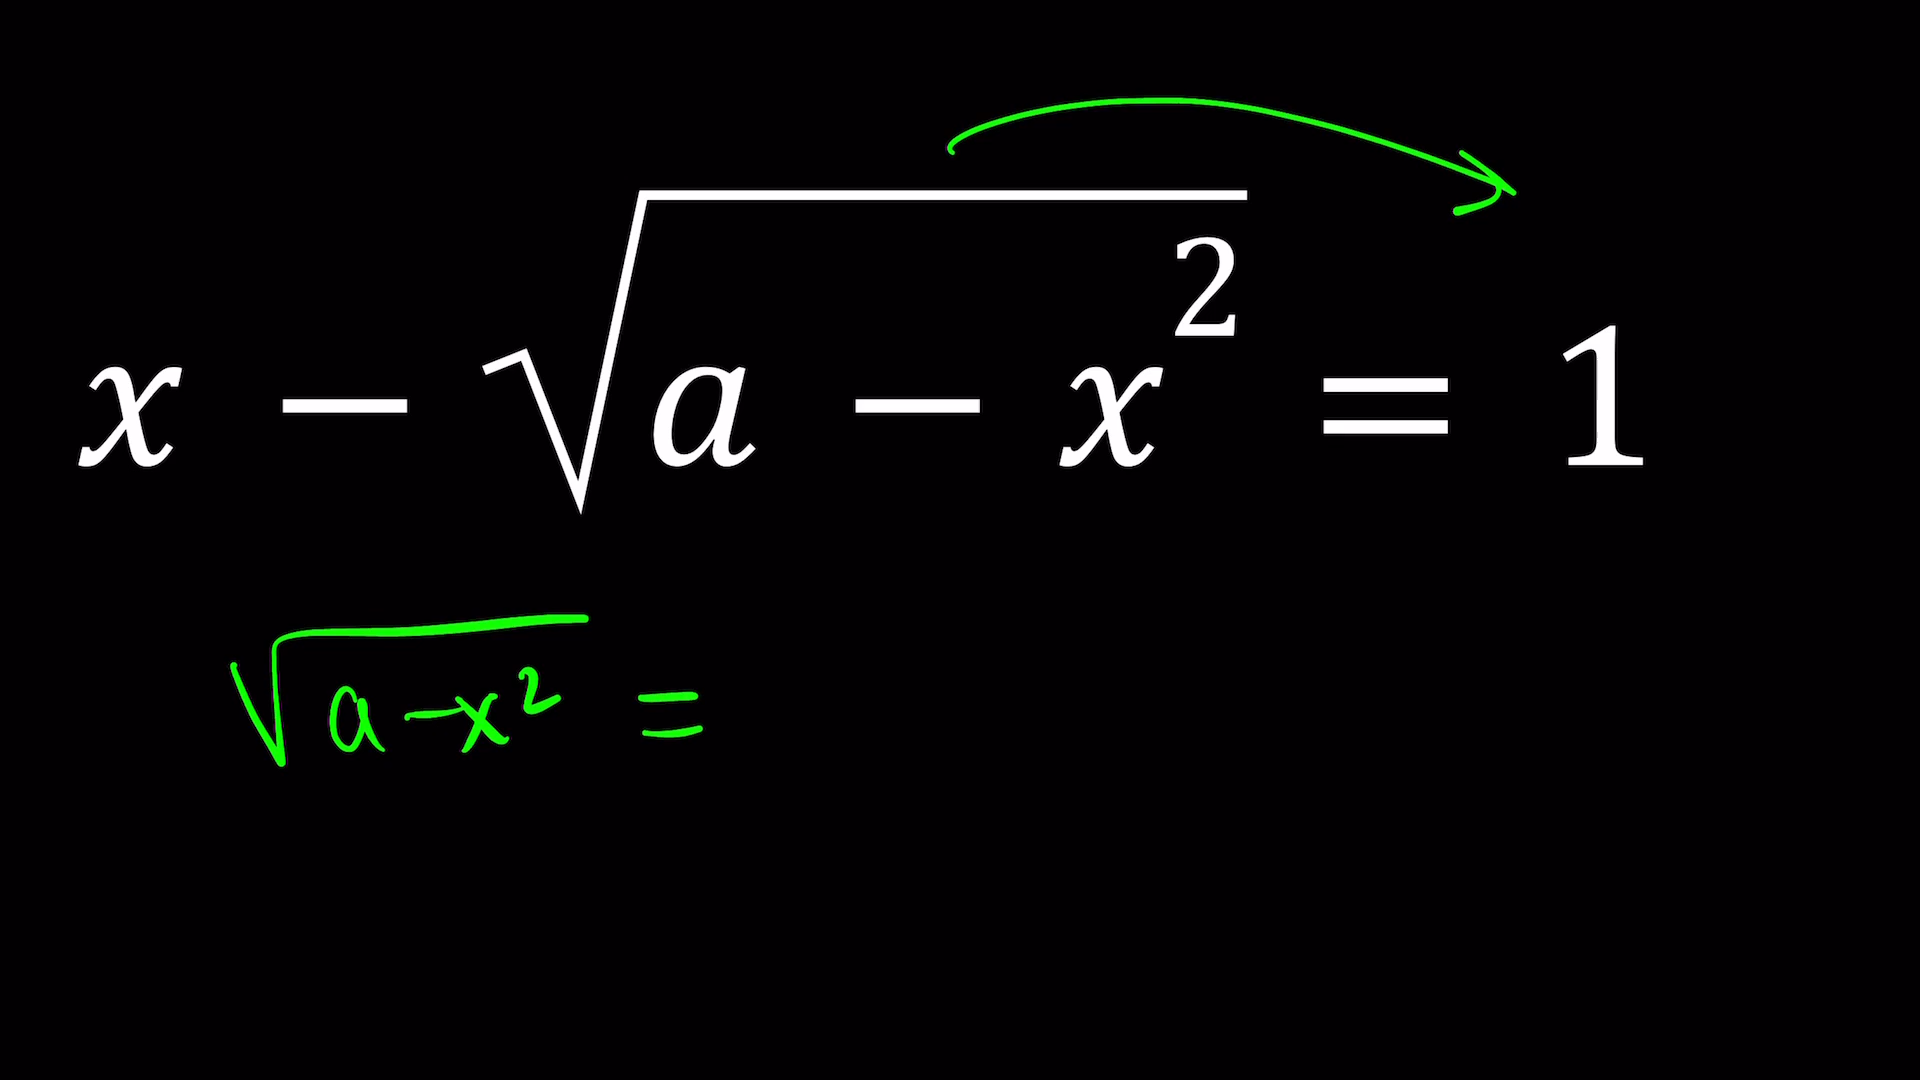 x − √(a − x²) = 1
√(a − x²) =